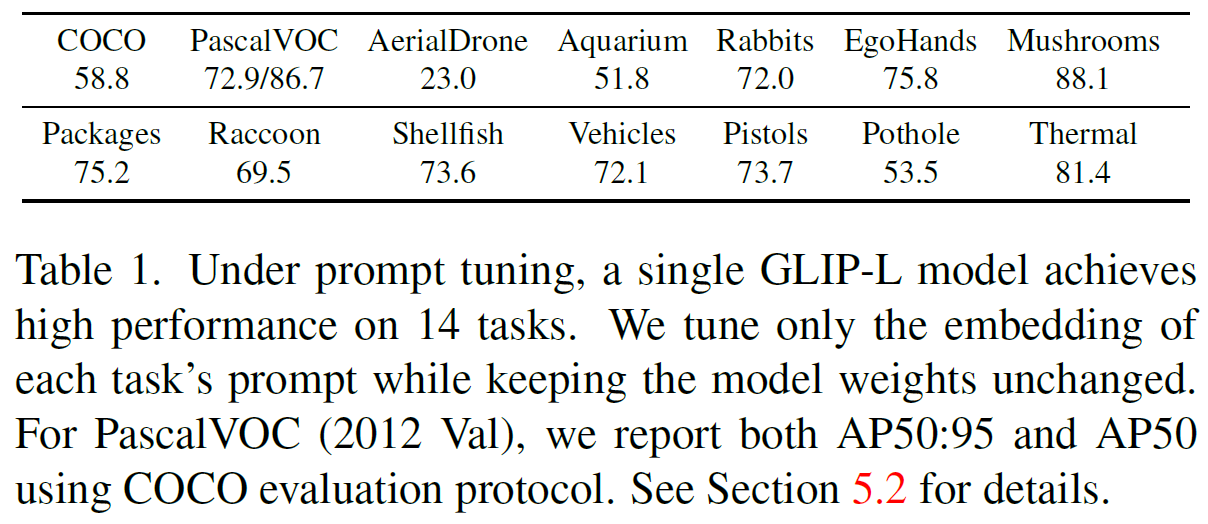 COCO PascalVOC AerialDrone Aquarium Rabbits EgoHands Mushrooms
58.8 72.9/86.7 23.0 51.8 72.0 75.8 88.1
Packages Raccoon Shellfish Vehicles Pistols Pothole Thermal
75.2 69.5 73.6 72.1 73.7 53.5 81.4
Table 1. Under prompt tuning, a single GLIP-L model achieves
high performance on 14 tasks. We tune only the embedding of
each task's prompt while keeping the model weights unchanged.
For PascalVOC (2012 Val), we report both AP50:95 and AP50
using COCO evaluation protocol. See Section 5.2 for details.